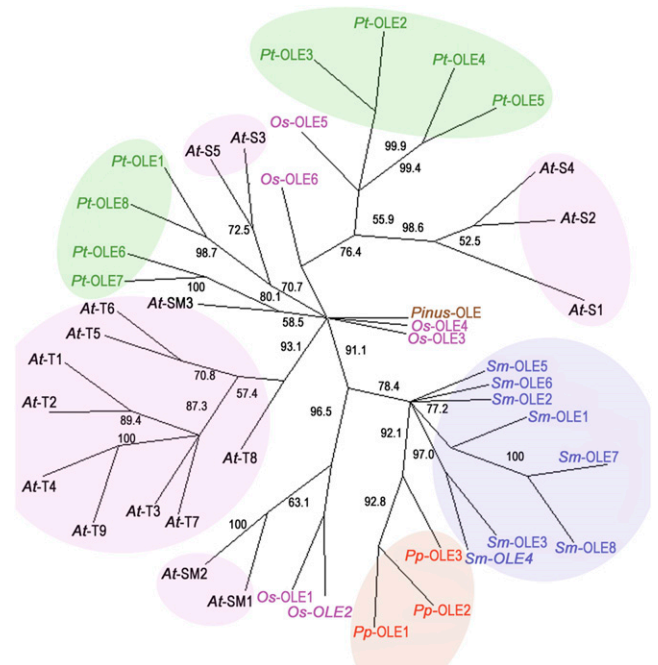 Pt-OLE2
Pt-OLE3
Pt-OLE4
Pt-OLE5
Os-OLE5
At-S3
At-S5
Os-OLE6
Pt-OLE1
Pt-OLE8
Pt-OLE6
Pt-OLE7
99.9
99.4
At-S4
At-S2
At-S1
55.9
98.6
52.5
76.4
72.5
98.7
70.7
80.1
100
At-SM3
58.5
93.1
Pinus-OLE
Os-OLE4
Os-OLE3
91.1
At-T6
At-T5
At-T1
At-T2
At-T4
At-T9
At-T3
At-T7
At-T8
70.8
57.4
87.3
89.4
100
78.4
77.2
Sm-OLE5
Sm-OLE6
Sm-OLE2
Sm-OLE1
Sm-OLE7
Sm-OLE8
Sm-OLE3
Sm-OLE4
100
97.0
92.1
92.8
96.5
63.1
100
At-SM2
At-SM1
Os-OLE1
Os-OLE2
Pp-OLE3
Pp-OLE2
Pp-OLE1